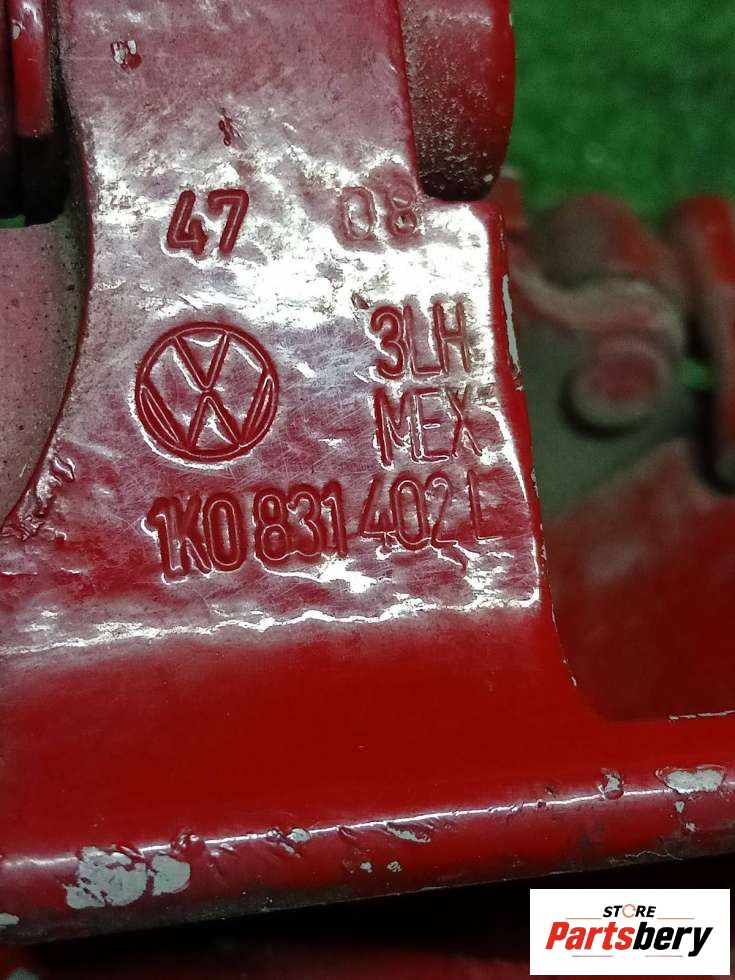 47 08
3LH
MEX
1K0 831 402 L
STORE
Partsbery